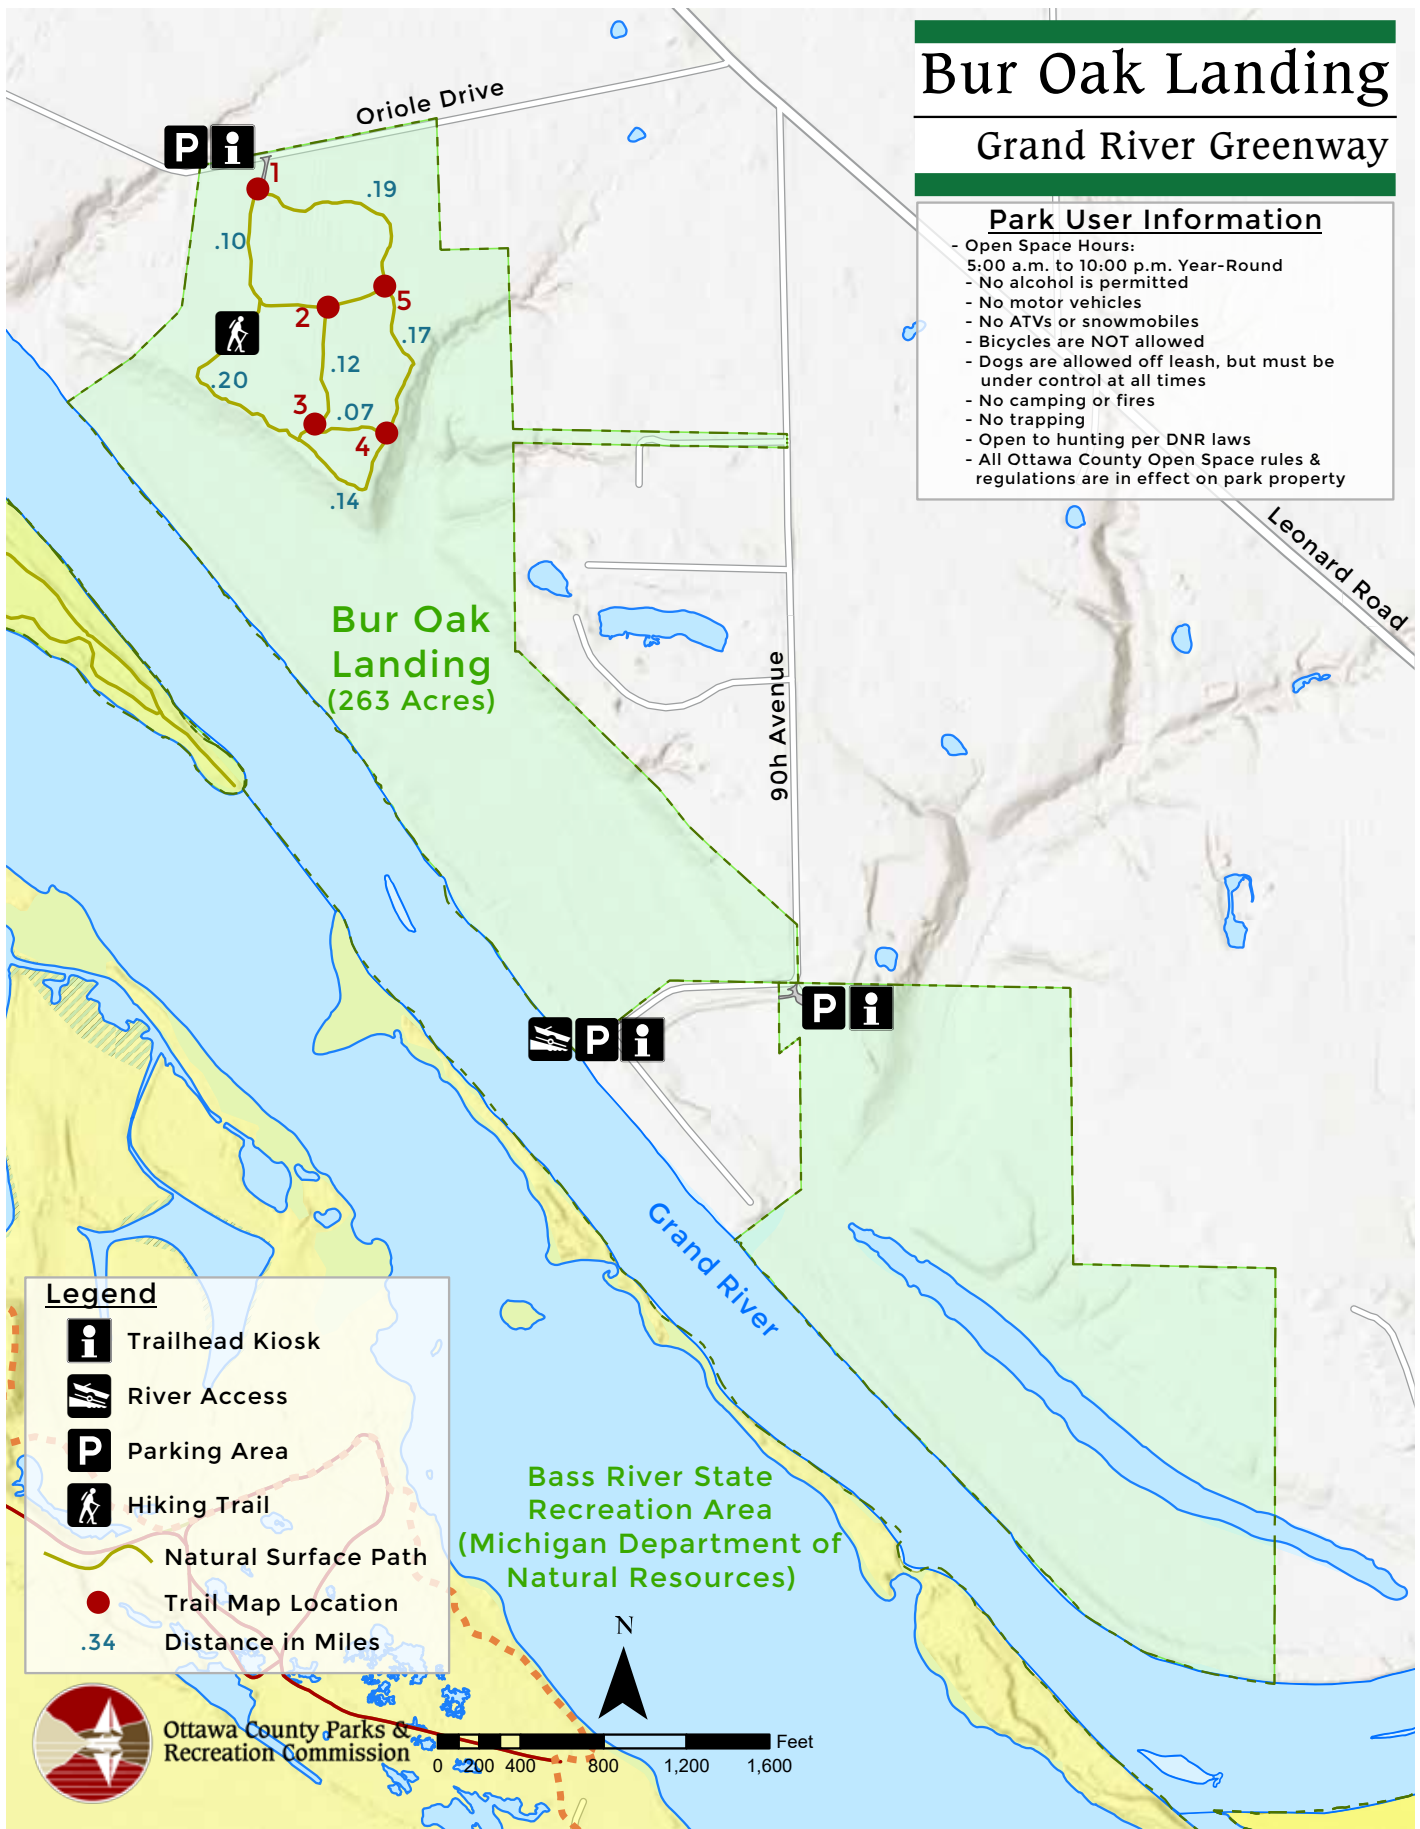 Bur Oak Landing
Grand River Greenway
Park User Information
- Open Space Hours:
5:00 a.m. to 10:00 p.m. Year-Round
- No alcohol is permitted
- No motor vehicles
- No ATVs or snowmobiles
- Bicycles are NOT allowed
- Dogs are allowed off leash, but must be
under control at all times
- No camping or fires
- No trapping
- Open to hunting per DNR laws
- All Ottawa County Open Space rules &
regulations are in effect on park property
Oriole Drive
P i
1
.19
.10
5
2
.17
.12
.20
3
.07
4
.14
Leonard Road
Bur Oak
Landing
(263 Acres)
90h Avenue
P i
P i
Grand River
Legend
i Trailhead Kiosk
River Access
P Parking Area
Hiking Trail
Natural Surface Path
Trail Map Location
.34 Distance in Miles
Bass River State
Recreation Area
(Michigan Department of
Natural Resources)
N
Ottawa County Parks &
Recreation Commission
Feet
0 200 400 800 1,200 1,600